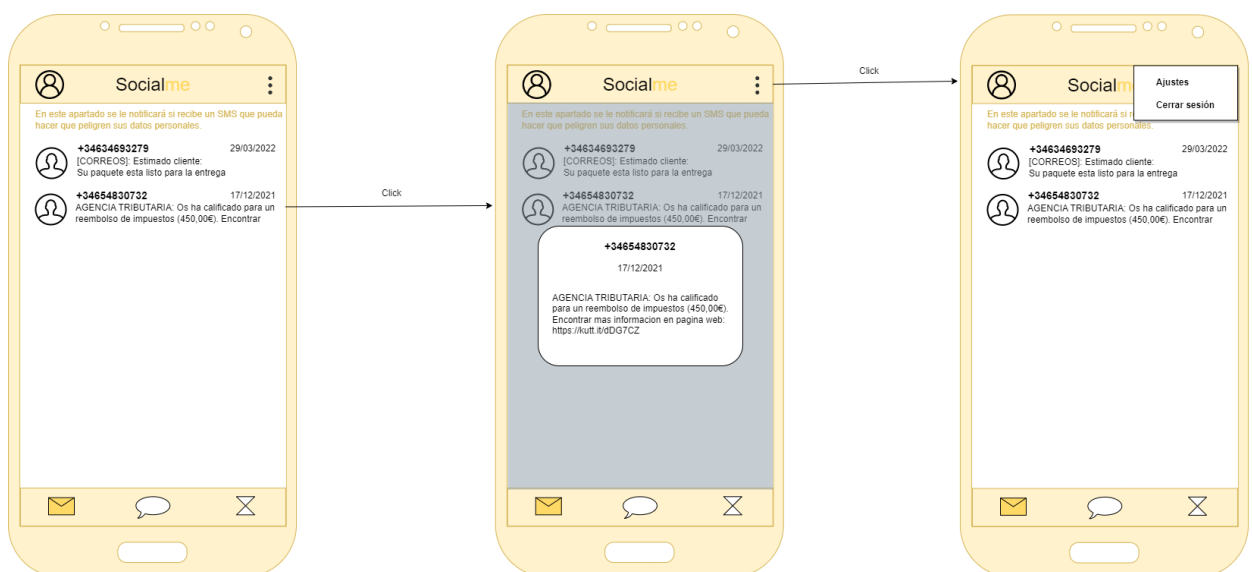 Socialme
En este apartado se le notificará si recibe un SMS que pueda
hacer que peligren sus datos personales.
+34634693279 29/03/2022
[CORREOS]: Estimado cliente:
Su paquete esta listo para la entrega
+34654830732 17/12/2021
AGENCIA TRIBUTARIA: Os ha calificado para un
reembolso de impuestos (450,00€). Encontrar
Click
Socialme
En este apartado se le notificará si recibe un SMS que pueda
hacer que peligren sus datos personales.
+34634693279 29/03/2022
[CORREOS]: Estimado cliente:
Su paquete esta listo para la entrega
+34654830732 17/12/2021
AGENCIA TRIBUTARIA: Os ha calificado para un
reembolso de impuestos (450,00€). Encontrar
+34654830732
17/12/2021
AGENCIA TRIBUTARIA: Os ha calificado
para un reembolso de impuestos (450,00€).
Encontrar mas informacion en pagina web:
https://kutt.it/dDG7CZ
Click
Social
Ajustes
Cerrar sesión
En este apartado se le notificará si
hacer que peligren sus datos personales.
+34634693279 29/03/2022
[CORREOS]: Estimado cliente:
Su paquete esta listo para la entrega
+34654830732 17/12/2021
AGENCIA TRIBUTARIA: Os ha calificado para un
reembolso de impuestos (450,00€). Encontrar